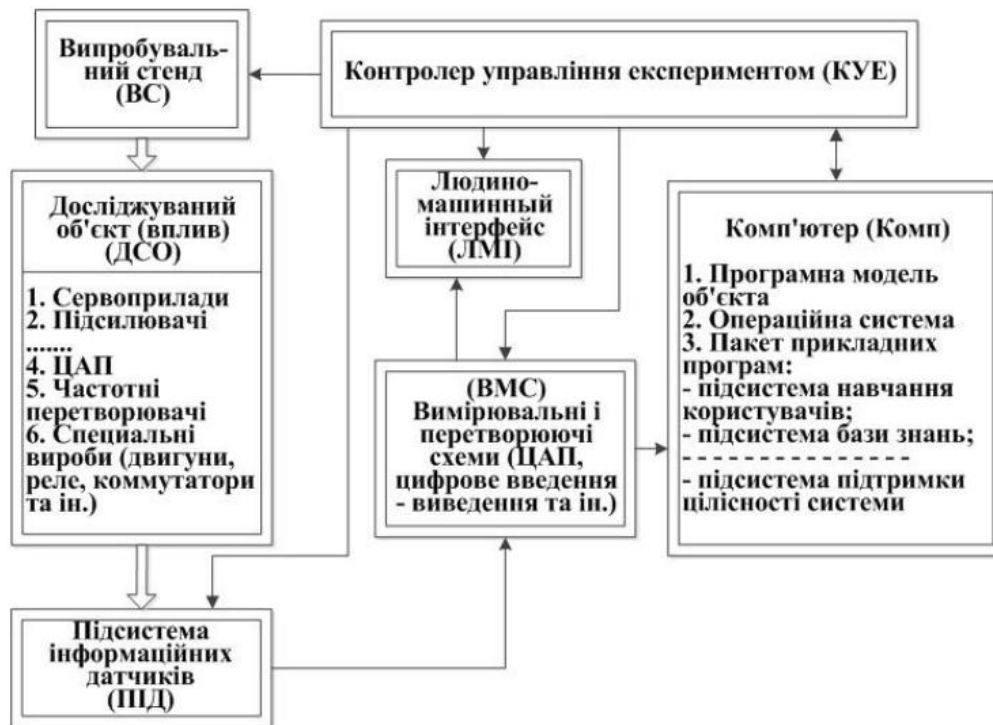 Випробуваль-
ний стенд
(ВС)
Контролер управління експериментом (КУЕ)
Досліджуваний
об'єкт (вплив)
(ДСО)
1. Сервоприлади
2. Підсилювачі
.......
4. ЦАП
5. Частотні
перетворювачі
6. Специальні
вироби (двигуни,
реле, коммутатори
та ін.)
Людино-
машинный
інтерфейс
(ЛМІ)
(ВМС)
Вимірювальні і
перетворюючі
схеми (ЦАП,
цифрове введення
- виведення та ін.)
Комп'ютер (Комп)
1. Програмна модель
об'єкта
2. Операційна система
3. Пакет прикладних
програм:
- підсистема навчання
користувачів;
- підсистема бази знань;
- - - - - - - - - - - - - - - -
- підсистема підтримки
цілісності системи
Підсистема
інформаційних
датчиків
(ПІД)